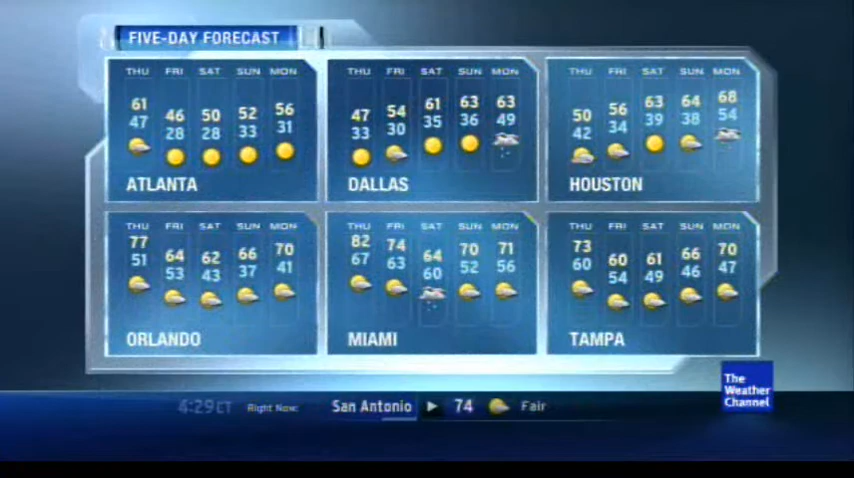 FIVE-DAY FORECAST
THU FRI SAT SUN MON
61 46 50 52 56
47 28 28 33 31
ATLANTA
THU FRI SAT SUN MON
47 54 61 63 63
33 30 35 36 49
DALLAS
THU FRI SAT SUN MON
50 56 63 64 68
42 34 39 38 54
HOUSTON
THU FRI SAT SUN MON
77 64 62 66 70
51 53 43 37 41
ORLANDO
THU FRI SAT SUN MON
82 74 64 70 71
67 63 60 52 56
MIAMI
THU FRI SAT SUN MON
73 60 61 66 70
60 54 49 46 47
TAMPA
The
Weather
Channel
4:29CT Right Now: San Antonio 74 Fair